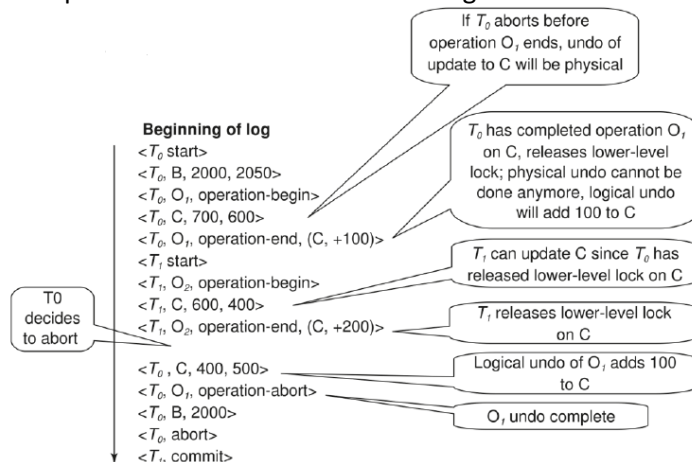 If T0 aborts before
operation O1 ends, undo of
update to C will be physical
Beginning of log
<T0 start>
<T0, B, 2000, 2050>
<T0, O1, operation-begin>
<T0, C, 700, 600>
<T0, O1, operation-end, (C, +100)>
<T1 start>
<T1, O2, operation-begin>
<T1, C, 600, 400>
<T1, O2, operation-end, (C, +200)>
<T0 , C, 400, 500>
<T0, O1, operation-abort>
<T0, B, 2000>
<T0, abort>
<T1, commit>
T0 has completed operation O1
on C, releases lower-level
lock; physical undo cannot be
done anymore, logical undo
will add 100 to C
T1 can update C since T0 has
released lower-level lock on C
T0
decides
to abort
T1 releases lower-level lock
on C
Logical undo of O1 adds 100
to C
O1 undo complete